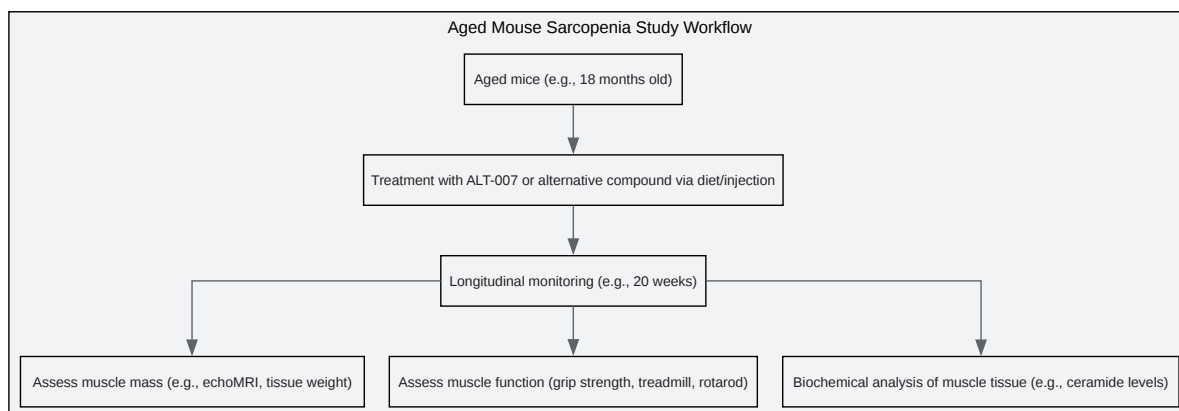 Aged Mouse Sarcopenia Study Workflow
Aged mice (e.g., 18 months old)
Treatment with ALT-007 or alternative compound via diet/injection
Longitudinal monitoring (e.g., 20 weeks)
Assess muscle mass (e.g., echoMRI, tissue weight)
Assess muscle function (grip strength, treadmill, rotarod)
Biochemical analysis of muscle tissue (e.g., ceramide levels)